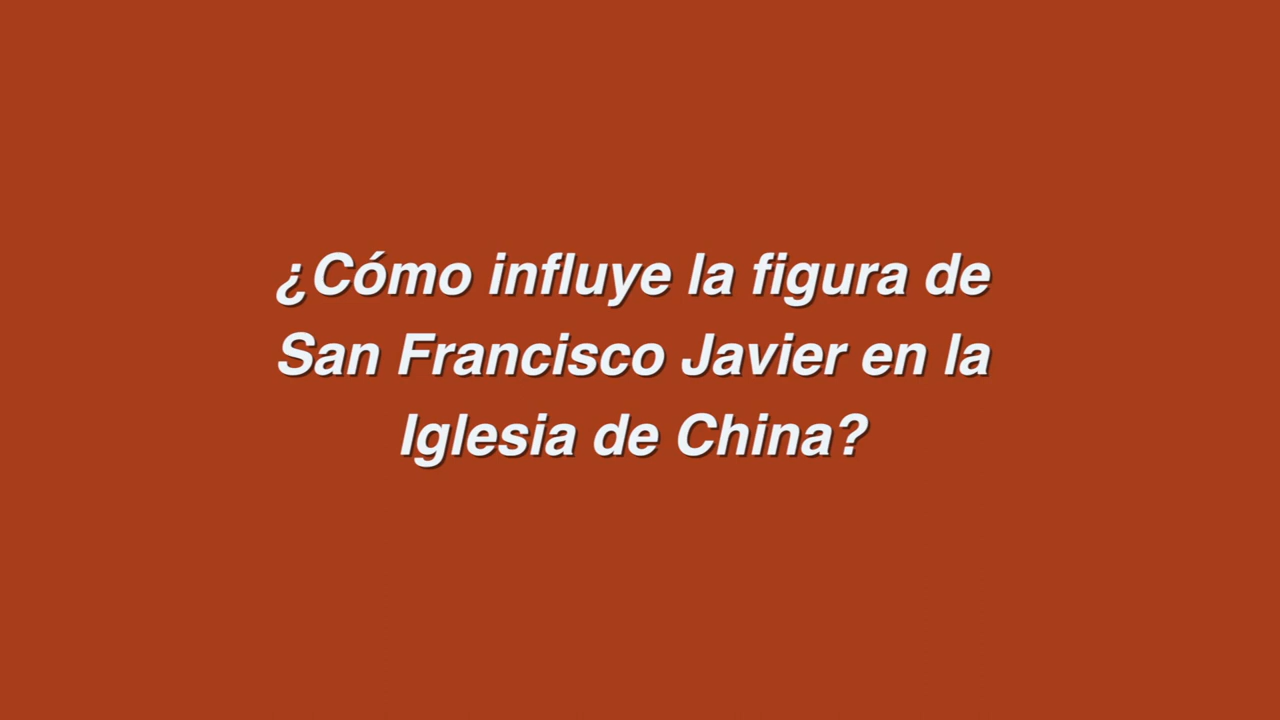 ¿Cómo influye la figura de
San Francisco Javier en la
Iglesia de China?